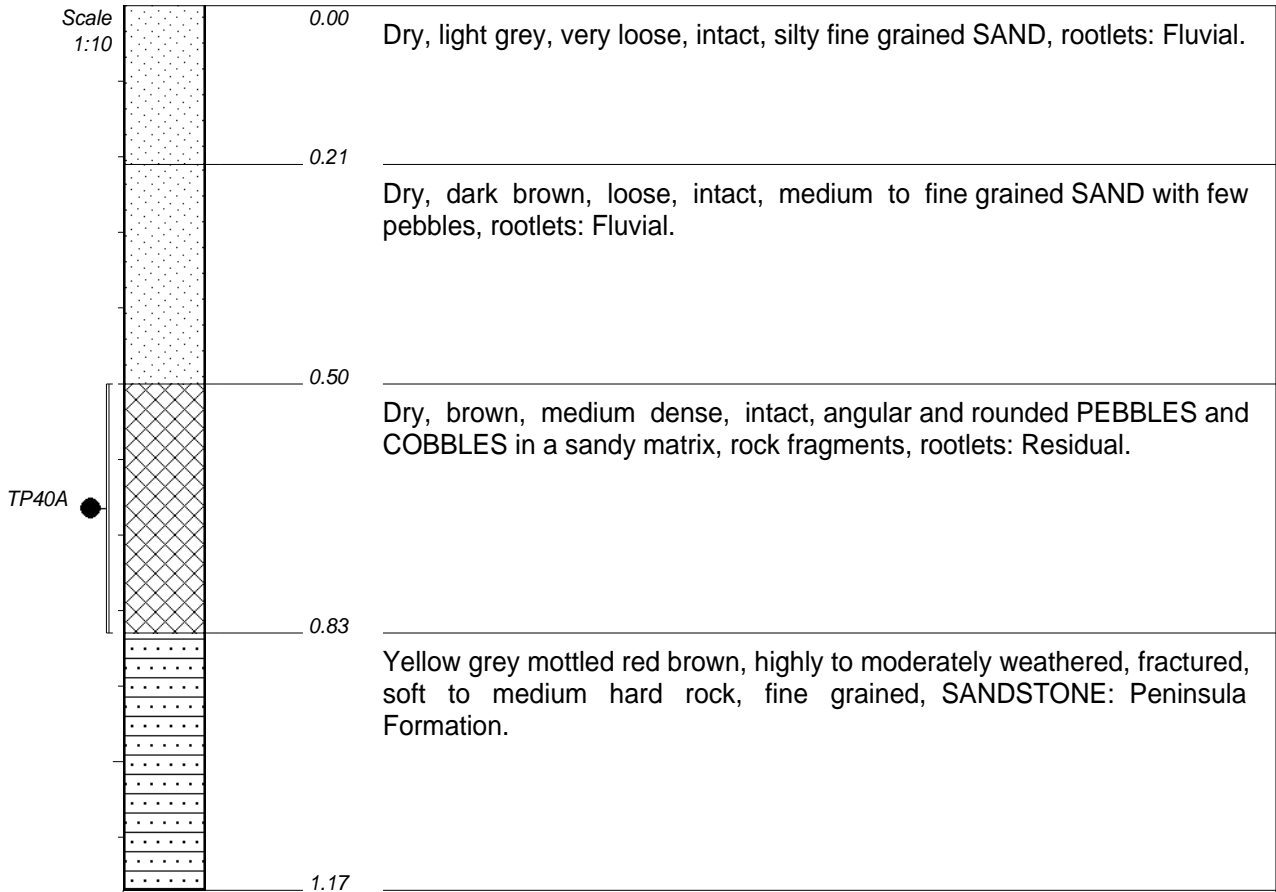 Scale
1:10
0.00
Dry, light grey, very loose, intact, silty fine grained SAND, rootlets: Fluvial.
0.21
Dry, dark brown, loose, intact, medium to fine grained SAND with few
pebbles, rootlets: Fluvial.
0.50
Dry, brown, medium dense, intact, angular and rounded PEBBLES and
COBBLES in a sandy matrix, rock fragments, rootlets: Residual.
TP40A
0.83
Yellow grey mottled red brown, highly to moderately weathered, fractured,
soft to medium hard rock, fine grained, SANDSTONE: Peninsula
Formation.
1.17